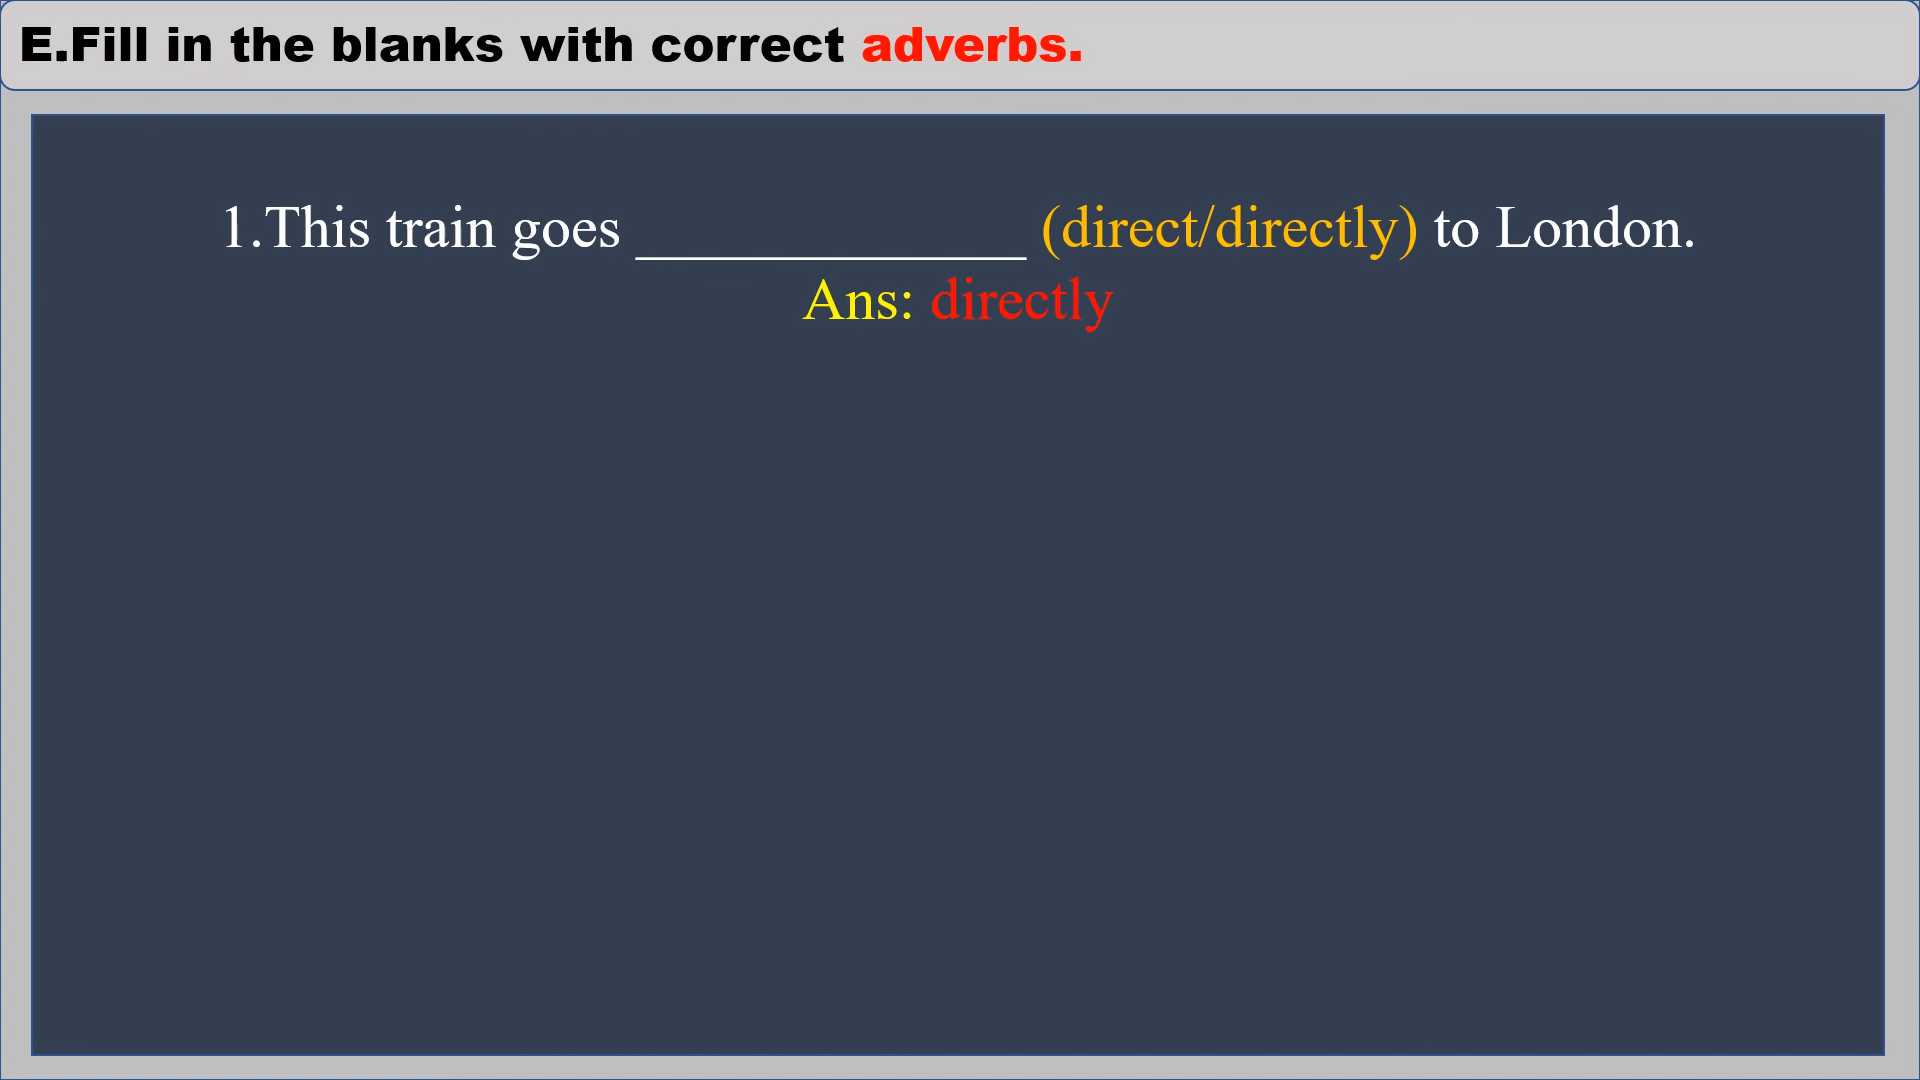 E.Fill in the blanks with correct adverbs.
1.This train goes ______________ (direct/directly) to London.
Ans: directly